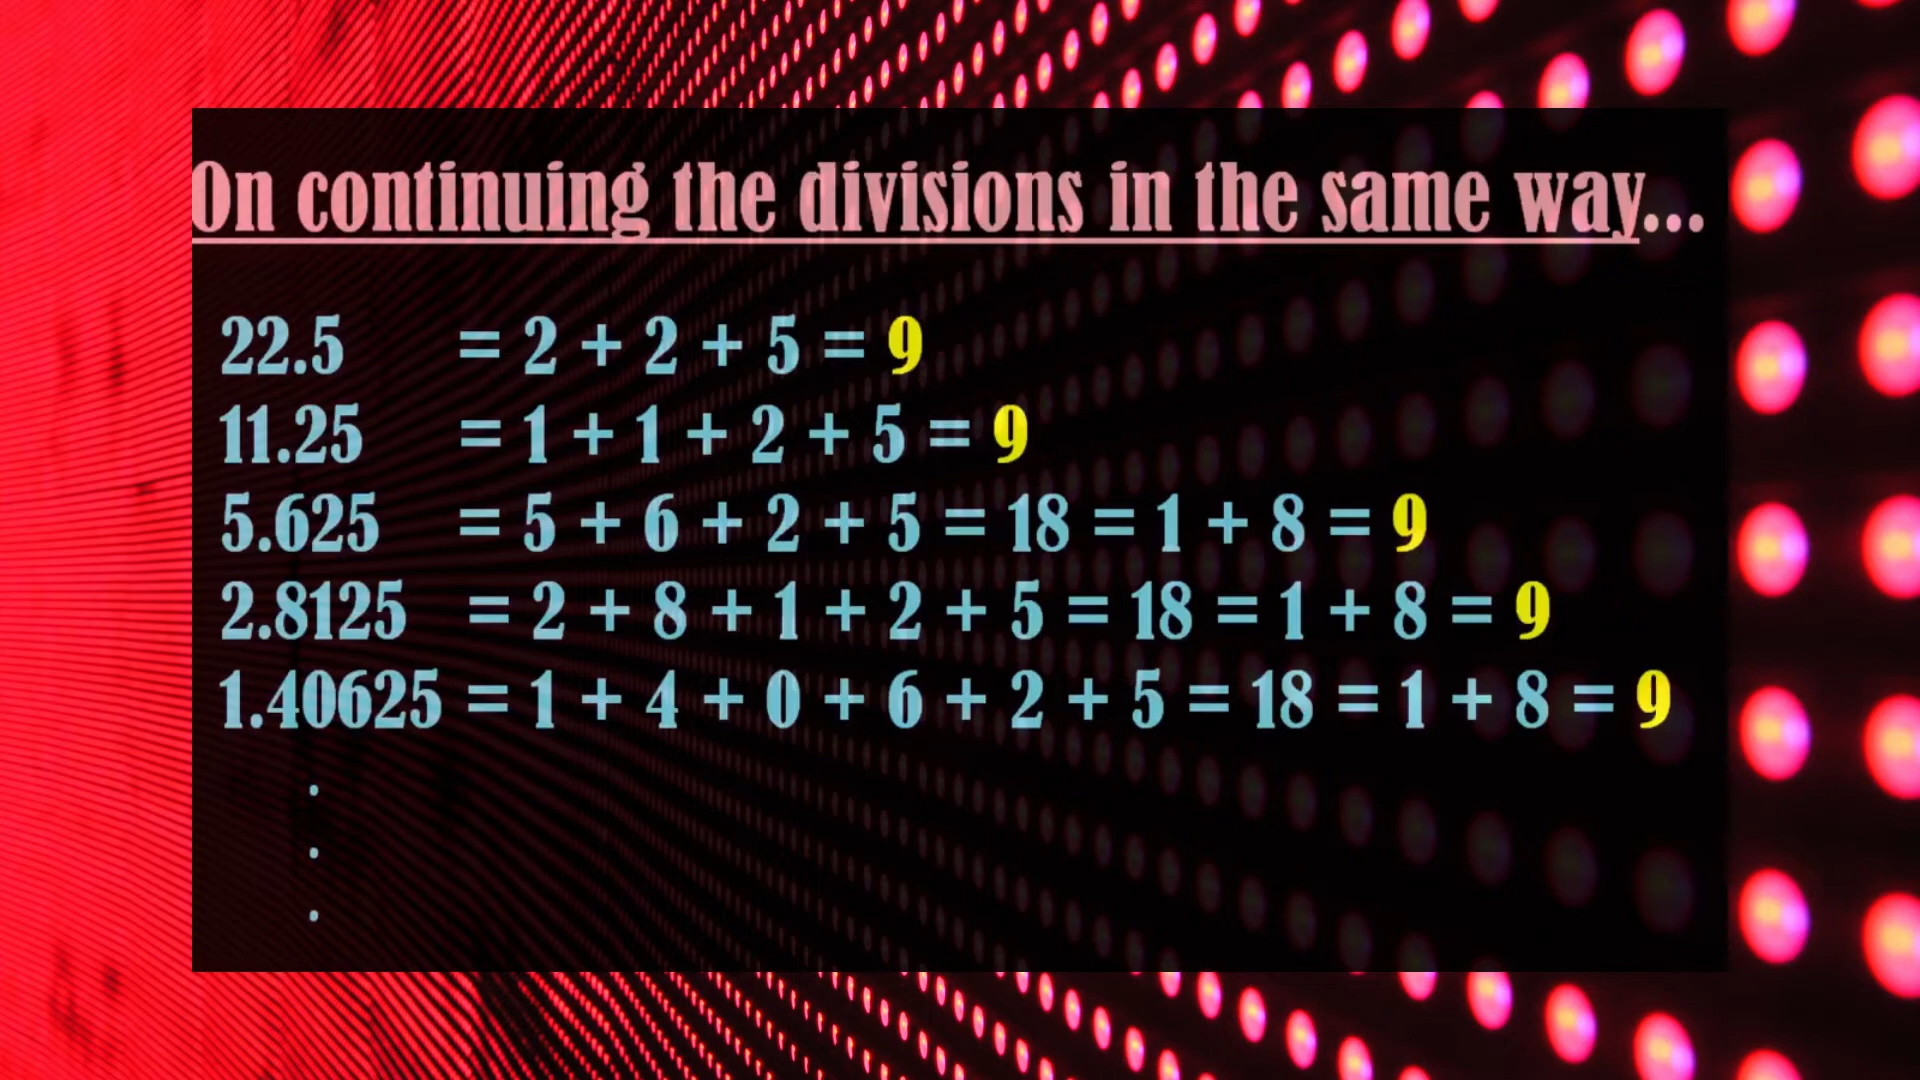 On continuing the divisions in the same way...
22.5 = 2 + 2 + 5 = 9
11.25 = 1 + 1 + 2 + 5 = 9
5.625 = 5 + 6 + 2 + 5 = 18 = 1 + 8 = 9
2.8125 = 2 + 8 + 1 + 2 + 5 = 18 = 1 + 8 = 9
1.40625 = 1 + 4 + 0 + 6 + 2 + 5 = 18 = 1 + 8 = 9
.
.
.